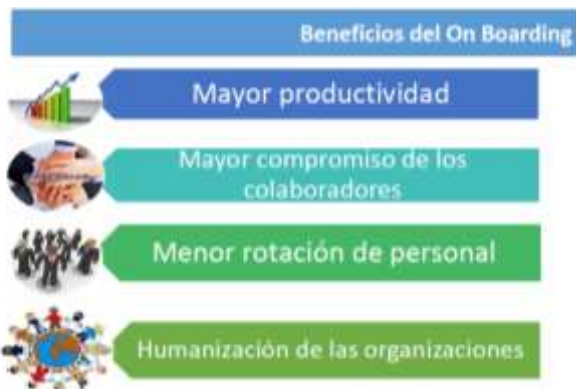 Beneficios del On Boarding
Mayor productividad
Mayor compromiso de los
colaboradores
Menor rotación de personal
Humanización de las organizaciones